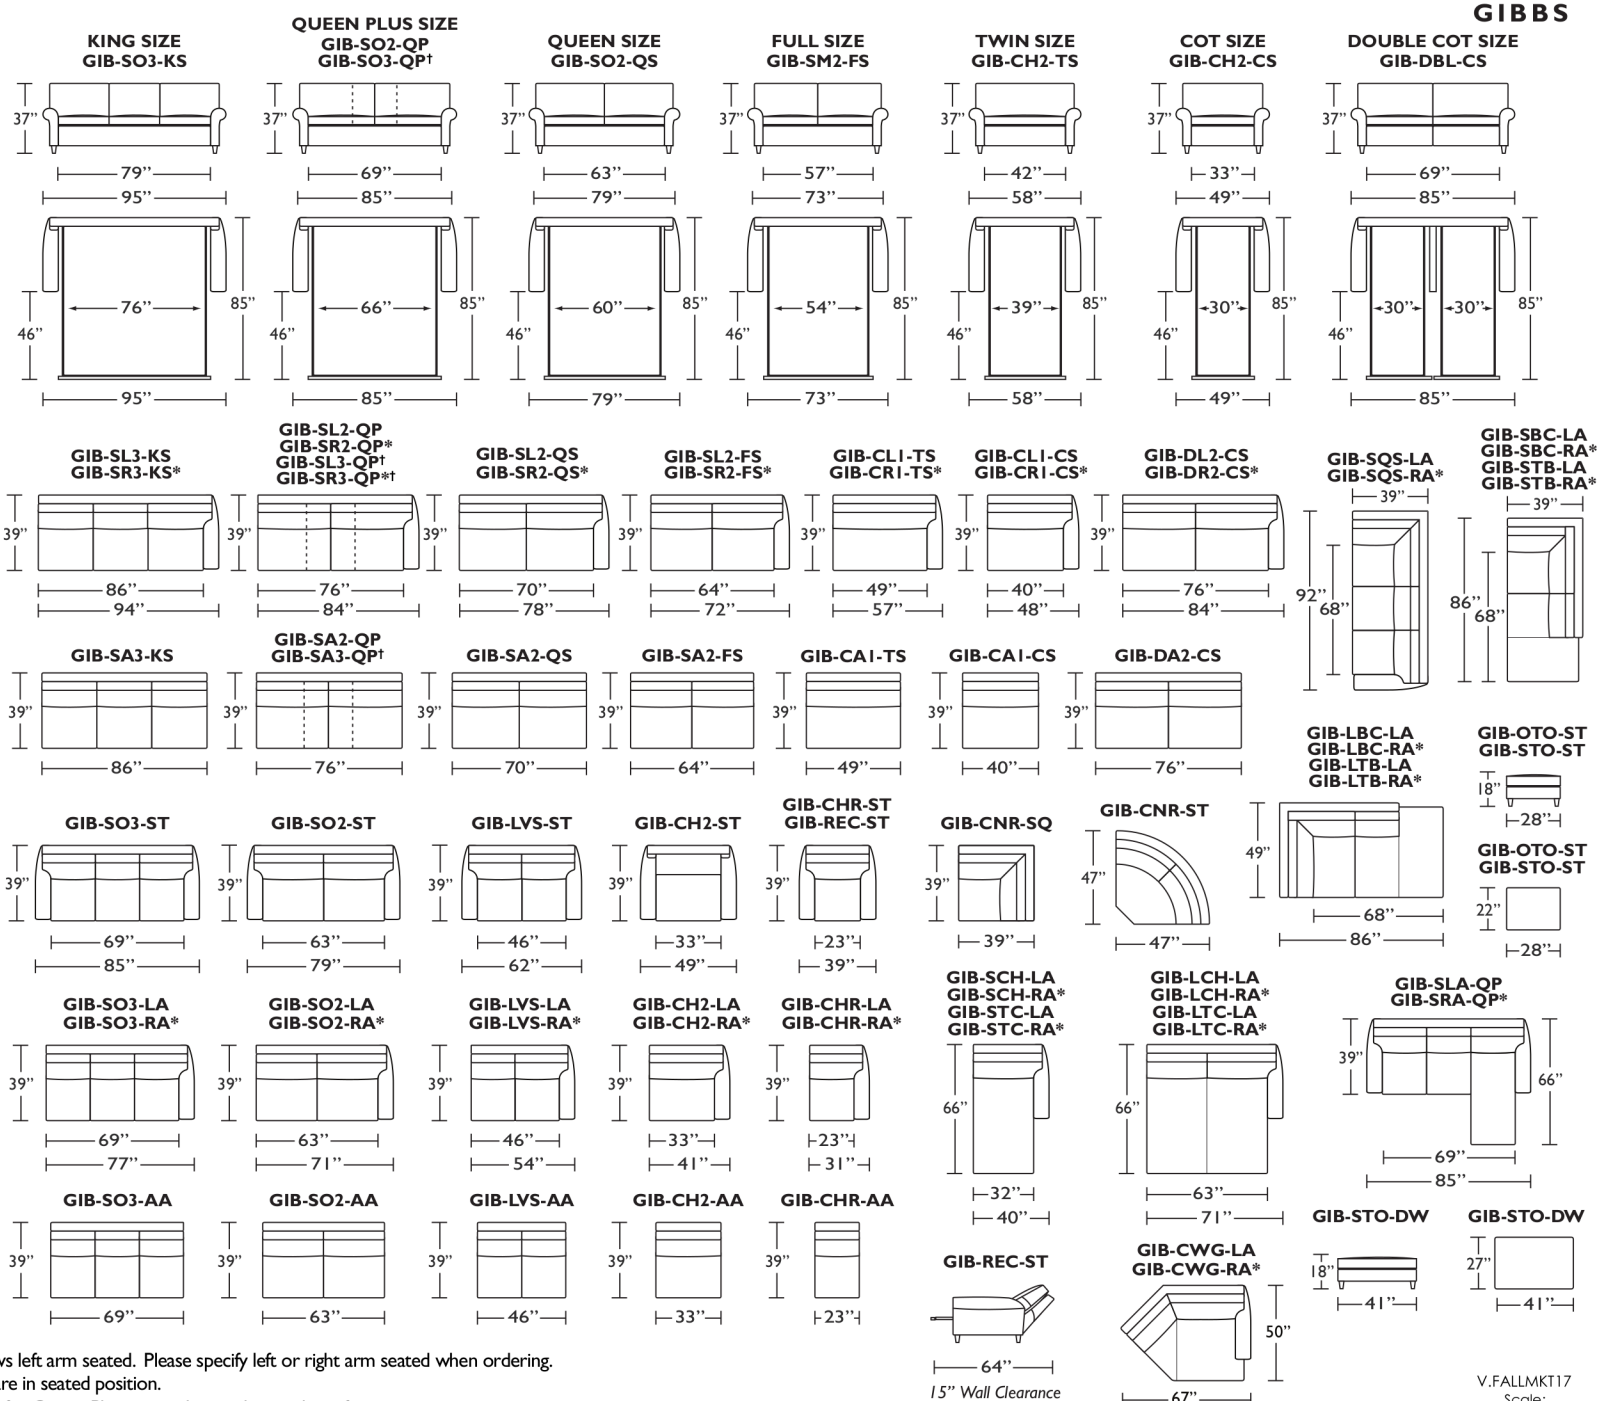 GIBBS
KING SIZE
GIB-SO3-KS
37”
79”
95”
76”
85”
46”
95”
QUEEN PLUS SIZE
GIB-SO2-QP
GIB-SO3-QP†
37”
69”
85”
66”
85”
46”
85”
QUEEN SIZE
GIB-SO2-QS
37”
63”
79”
60”
85”
46”
79”
FULL SIZE
GIB-SM2-FS
37”
57”
73”
54”
85”
46”
73”
TWIN SIZE
GIB-CH2-TS
37”
42”
58”
39”
85”
46”
58”
COT SIZE
GIB-CH2-CS
37”
33”
49”
30”
85”
46”
49”
DOUBLE COT SIZE
GIB-DBL-CS
37”
69”
85”
30”
30”
85”
46”
85”
GIB-SL3-KS
GIB-SR3-KS*
39”
86”
94”
GIB-SL2-QP
GIB-SR2-QP*
GIB-SL3-QP†
GIB-SR3-QP*†
39”
76”
84”
GIB-SL2-QS
GIB-SR2-QS*
39”
70”
78”
GIB-SL2-FS
GIB-SR2-FS*
39”
64”
72”
GIB-CL1-TS
GIB-CR1-TS*
39”
49”
57”
GIB-CL1-CS
GIB-CR1-CS*
39”
40”
48”
GIB-DL2-CS
GIB-DR2-CS*
39”
76”
84”
GIB-SQS-LA
GIB-SQS-RA*
39”
92”
68”
GIB-SBC-LA
GIB-SBC-RA*
GIB-STB-LA
GIB-STB-RA*
39”
86”
68”
GIB-SA3-KS
39”
86”
GIB-SA2-QP
GIB-SA3-QP†
39”
76”
GIB-SA2-QS
39”
70”
GIB-SA2-FS
39”
64”
GIB-CA1-TS
39”
49”
GIB-CA1-CS
39”
40”
GIB-DA2-CS
39”
76”
GIB-LBC-LA
GIB-LBC-RA*
GIB-LTB-LA
GIB-LTB-RA*
49”
68”
86”
GIB-OTO-ST
GIB-STO-ST
18”
28”
GIB-OTO-ST
GIB-STO-ST
22”
28”
GIB-SO3-ST
39”
69”
85”
GIB-SO2-ST
39”
63”
79”
GIB-LVS-ST
39”
46”
62”
GIB-CH2-ST
39”
33”
49”
GIB-CHR-ST
GIB-REC-ST
39”
23”
39”
GIB-CNR-SQ
39”
39”
GIB-CNR-ST
47”
47”
GIB-SO3-LA
GIB-SO3-RA*
39”
69”
77”
GIB-SO2-LA
GIB-SO2-RA*
39”
63”
71”
GIB-LVS-LA
GIB-LVS-RA*
39”
46”
54”
GIB-CH2-LA
GIB-CH2-RA*
39”
33”
41”
GIB-CHR-LA
GIB-CHR-RA*
39”
23”
31”
GIB-SCH-LA
GIB-SCH-RA*
GIB-STC-LA
GIB-STC-RA*
66”
32”
40”
GIB-LCH-LA
GIB-LCH-RA*
GIB-LTC-LA
GIB-LTC-RA*
66”
63”
71”
GIB-SLA-QP
GIB-SRA-QP*
39”
66”
69”
85”
GIB-SO3-AA
39”
69”
GIB-SO2-AA
39”
63”
GIB-LVS-AA
39”
46”
GIB-CH2-AA
39”
33”
GIB-CHR-AA
39”
23”
GIB-REC-ST
64”
15” Wall Clearance
GIB-CWG-LA
GIB-CWG-RA*
50”
67”
GIB-STO-DW
18”
41”
GIB-STO-DW
27”
41”
left arm seated. Please specify left or right arm seated when ordering.
in seated position.
V.FALLMKT17
Scale: